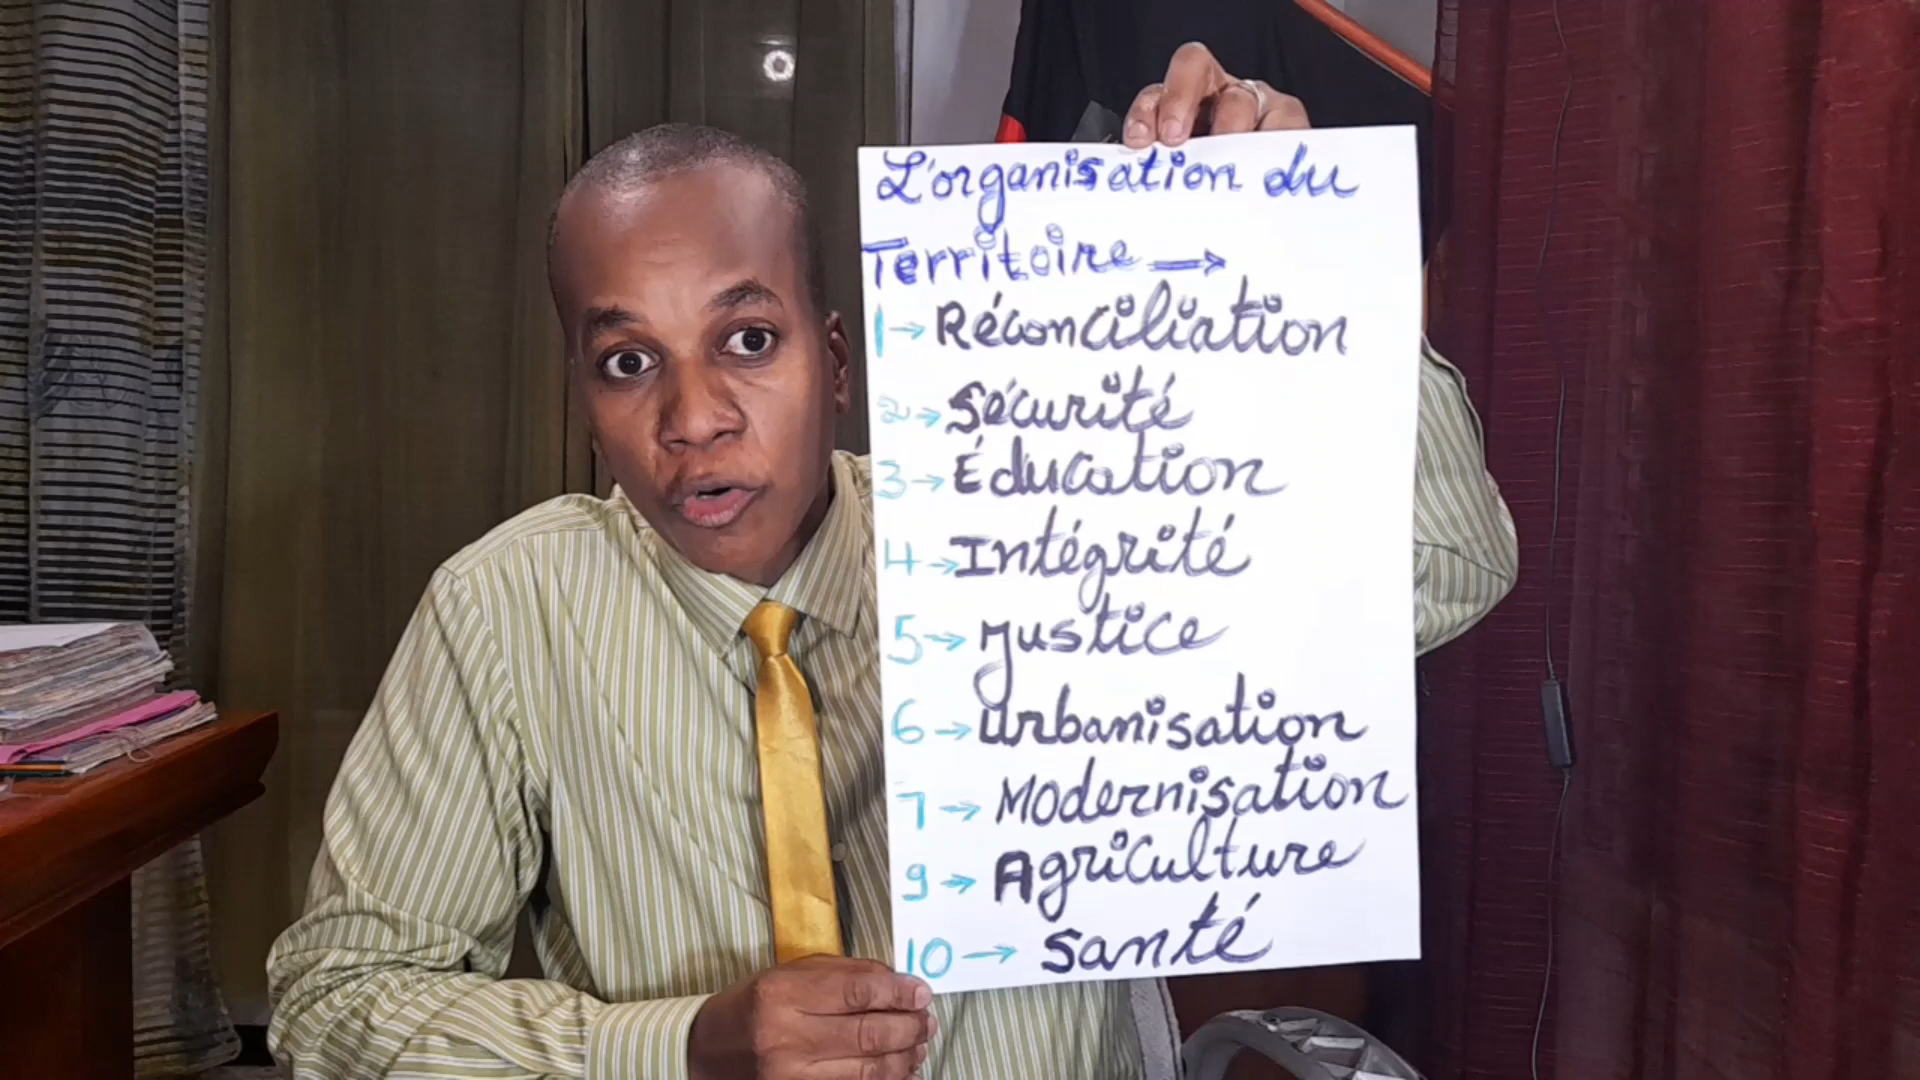 L'organisation du
Territoire →
1→ Réconciliation
2→ Sécurité
3→ Éducation
4→ Intégrité
5→ Justice
6→ urbanisation
7→ Modernisation
9→ Agriculture
10→ Santé